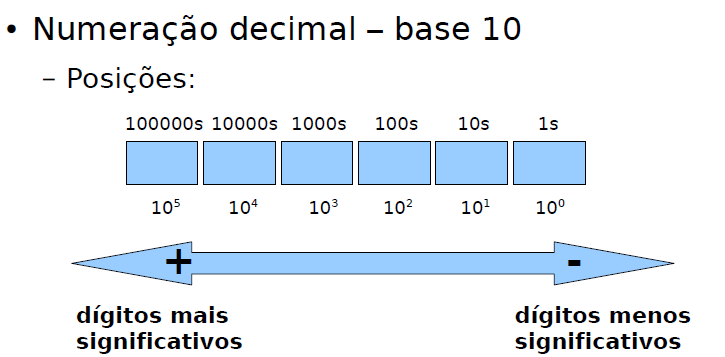 • Numeração decimal – base 10
– Posições:
100000s 10000s 1000s 100s 10s 1s
10⁵ 10⁴ 10³ 10² 10¹ 10⁰
+ -
dígitos mais dígitos menos
significativos significativos